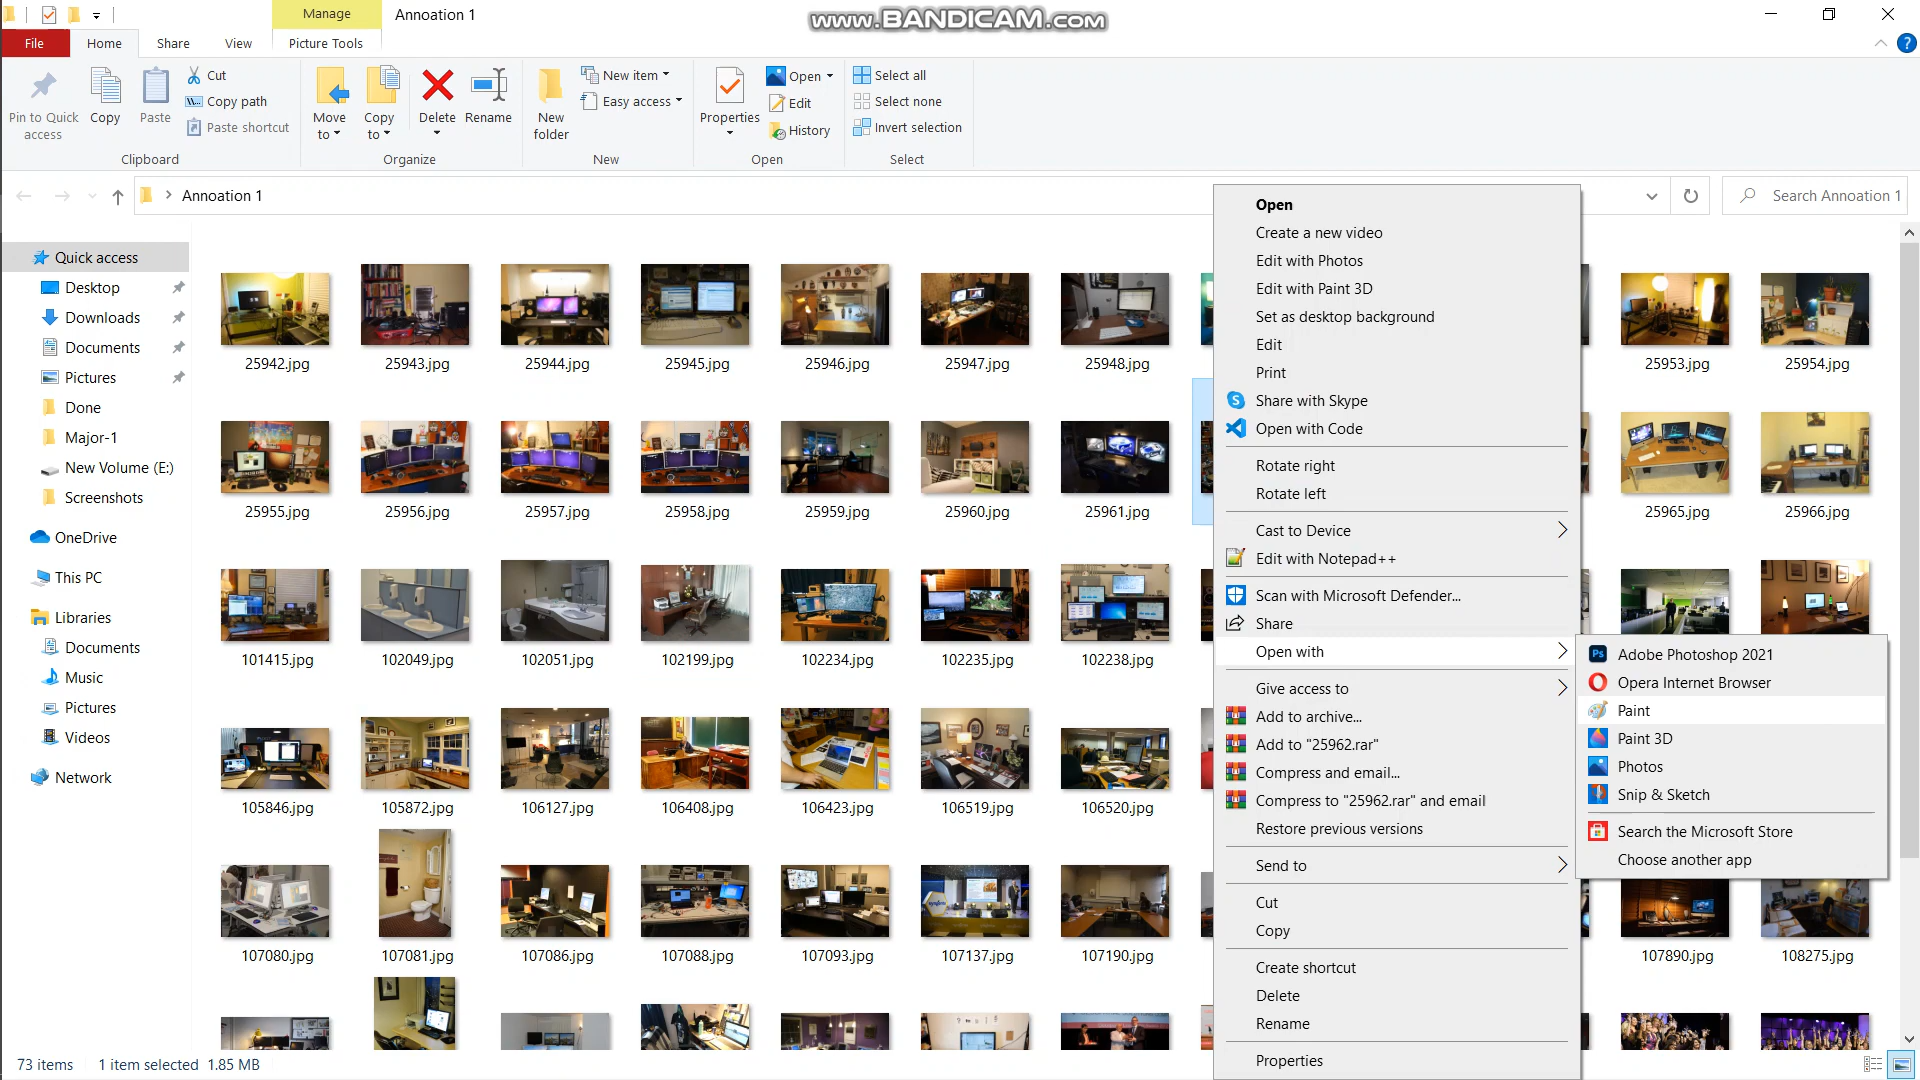 Manage
Annoation 1
www.BANDICAM.com
File
Home
Share
View
Picture Tools
Pin to Quick access
Copy
Paste
Cut
Copy path
Paste shortcut
Clipboard
Move to
Copy to
Delete
Rename
Organize
New folder
New item
Easy access
New
Properties
Open
Edit
History
Open
Select all
Select none
Invert selection
Select
Annoation 1
Search Annoation 1
Quick access
Desktop
Downloads
Documents
Pictures
Done
Major-1
New Volume (E:)
Screenshots
OneDrive
This PC
Libraries
Documents
Music
Pictures
Videos
Network
25942.jpg
25943.jpg
25944.jpg
25945.jpg
25946.jpg
25947.jpg
25948.jpg
25953.jpg
25954.jpg
25955.jpg
25956.jpg
25957.jpg
25958.jpg
25959.jpg
25960.jpg
25961.jpg
25965.jpg
25966.jpg
101415.jpg
102049.jpg
102051.jpg
102199.jpg
102234.jpg
102235.jpg
102238.jpg
105846.jpg
105872.jpg
106127.jpg
106408.jpg
106423.jpg
106519.jpg
106520.jpg
107080.jpg
107081.jpg
107086.jpg
107088.jpg
107093.jpg
107137.jpg
107190.jpg
107890.jpg
108275.jpg
Open
Create a new video
Edit with Photos
Edit with Paint 3D
Set as desktop background
Edit
Print
Share with Skype
Open with Code
Rotate right
Rotate left
Cast to Device
Edit with Notepad++
Scan with Microsoft Defender...
Share
Open with
Give access to
Add to archive...
Add to "25962.rar"
Compress and email...
Compress to "25962.rar" and email
Restore previous versions
Send to
Cut
Copy
Create shortcut
Delete
Rename
Properties
Adobe Photoshop 2021
Opera Internet Browser
Paint
Paint 3D
Photos
Snip & Sketch
Search the Microsoft Store
Choose another app
73 items
1 item selected
1.85 MB